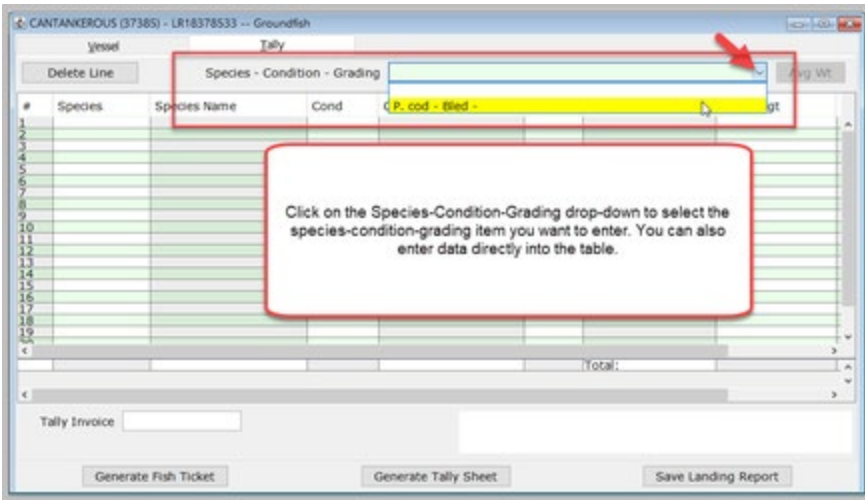 CANTANKEROUS (37385) - LR18378533 -- Groundfish
Vessel Tally
Delete Line Species - Condition - Grading Avg Wt
# Species Species Name Cond
P. cod - Bled -
1
2
3
4
5
6
7
8
9
10
11
12
13
14
15
16
17
18
19
Click on the Species-Condition-Grading drop-down to select the
species-condition-grading item you want to enter. You can also
enter data directly into the table.
Total:
Tally Invoice
Generate Fish Ticket Generate Tally Sheet Save Landing Report